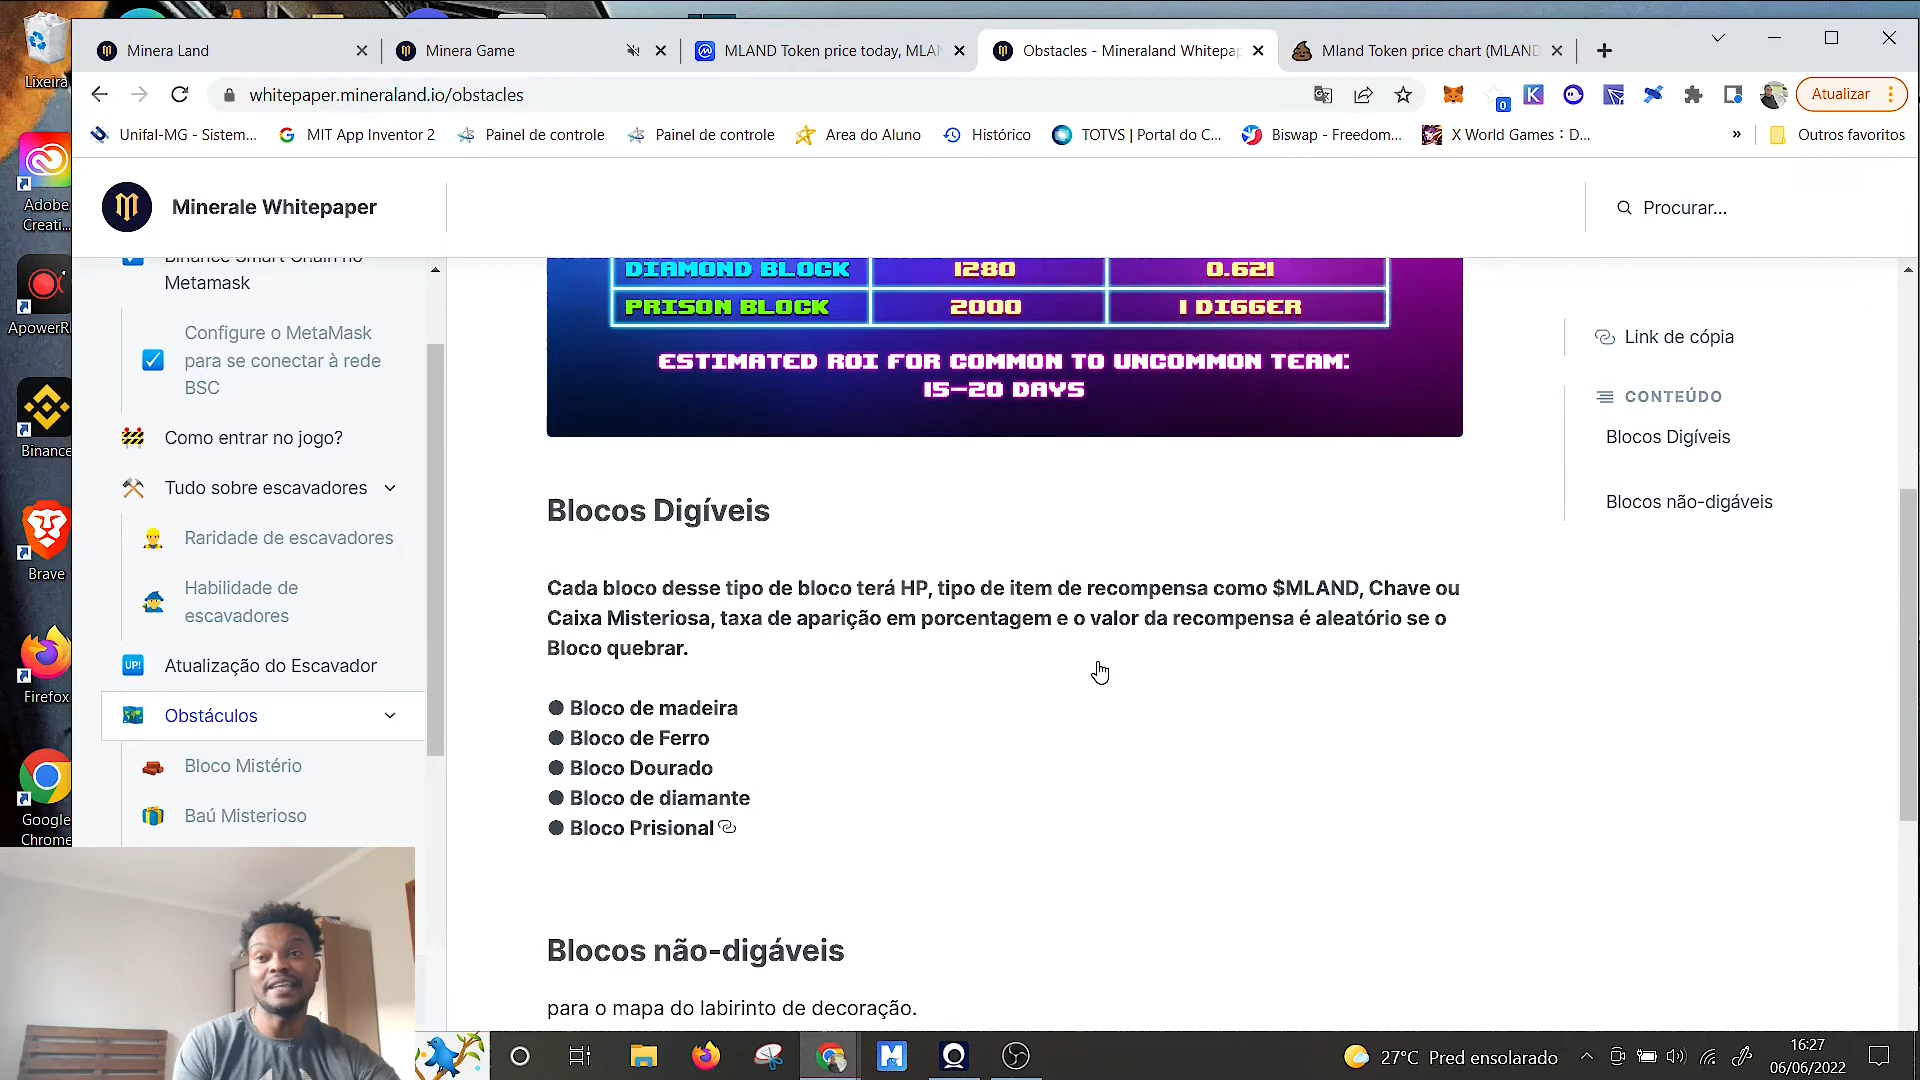 Lixeira
Adobe
Creati...
ApowerR
Binance
Brave
Firefox
Google
Chrome
Minera Land
Minera Game
MLAND Token price today, MLAN
Obstacles - Mineraland Whitepap
Mland Token price chart (MLAND
whitepaper.mineraland.io/obstacles
0
Atualizar
Unifal-MG - Sistem...
MIT App Inventor 2
Painel de controle
Painel de controle
Area do Aluno
Histórico
TOTVS | Portal do C...
Biswap - Freedom...
X World Games : D...
»
Outros favoritos
Minerale Whitepaper
Procurar...
Binance Smart Chain no
Metamask
Configure o MetaMask
para se conectar à rede
BSC
Como entrar no jogo?
Tudo sobre escavadores
Raridade de escavadores
Habilidade de
escavadores
UP!
Atualização do Escavador
Obstáculos
Bloco Mistério
Baú Misterioso
DIAMOND BLOCK 1280 0.621
PRISON BLOCK 2000 1 DIGGER
ESTIMATED ROI FOR COMMON TO UNCOMMON TEAM:
15-20 DAYS
Blocos Digíveis
Cada bloco desse tipo de bloco terá HP, tipo de item de recompensa como $MLAND, Chave ou
Caixa Misteriosa, taxa de aparição em porcentagem e o valor da recompensa é aleatório se o
Bloco quebrar.
● Bloco de madeira
● Bloco de Ferro
● Bloco Dourado
● Bloco de diamante
● Bloco Prisional
Blocos não-digáveis
para o mapa do labirinto de decoração.
Link de cópia
CONTEÚDO
Blocos Digíveis
Blocos não-digáveis
27°C Pred ensolarado
16:27
06/06/2022